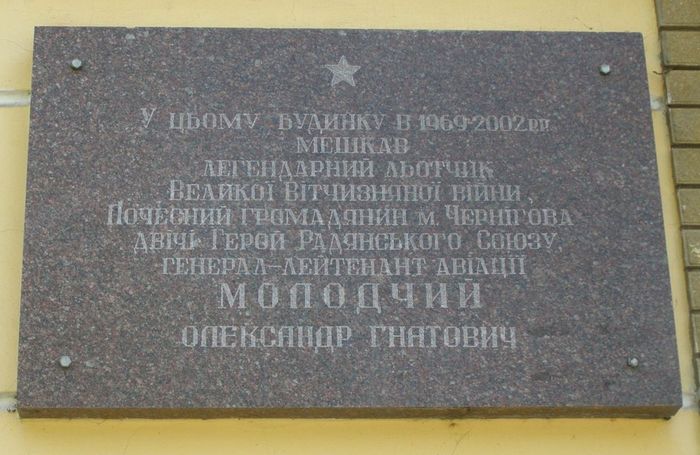 У цьому будинку в 1969-2002 рр.
мешкав
легендарний льотчик
Великої Вітчизняної війни,
Почесний громадянин м. Чернігова
двічі Герой Радянського Союзу,
генерал-лейтенант авіації
МОЛОДЧИЙ
Олександр Гнатович